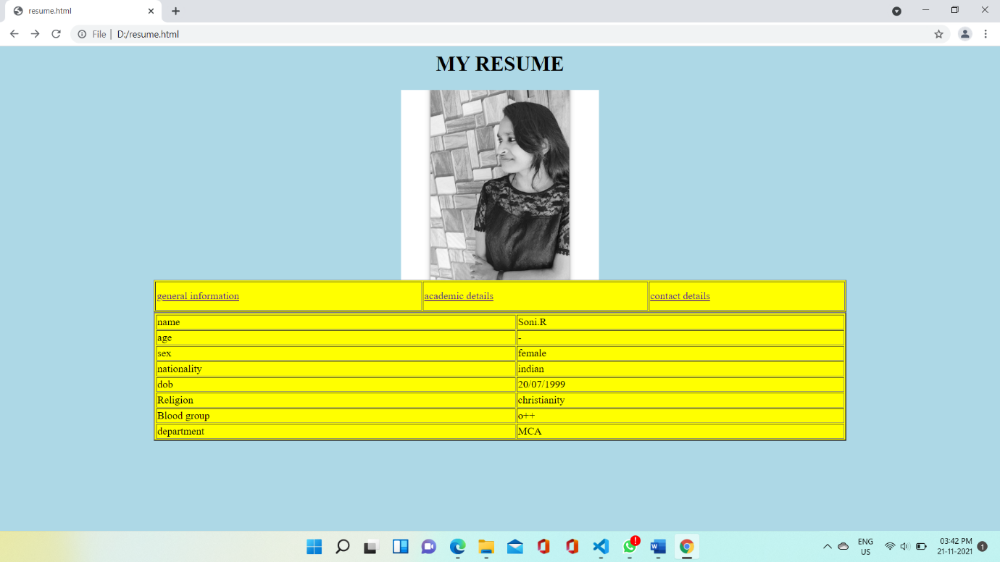 resume.html
File | D:/resume.html
MY RESUME
general information academic details contact details
name Soni.R
age -
sex female
nationality indian
dob 20/07/1999
Religion christianity
Blood group o++
department MCA
ENG 03:42 PM
US 21-11-2021 1